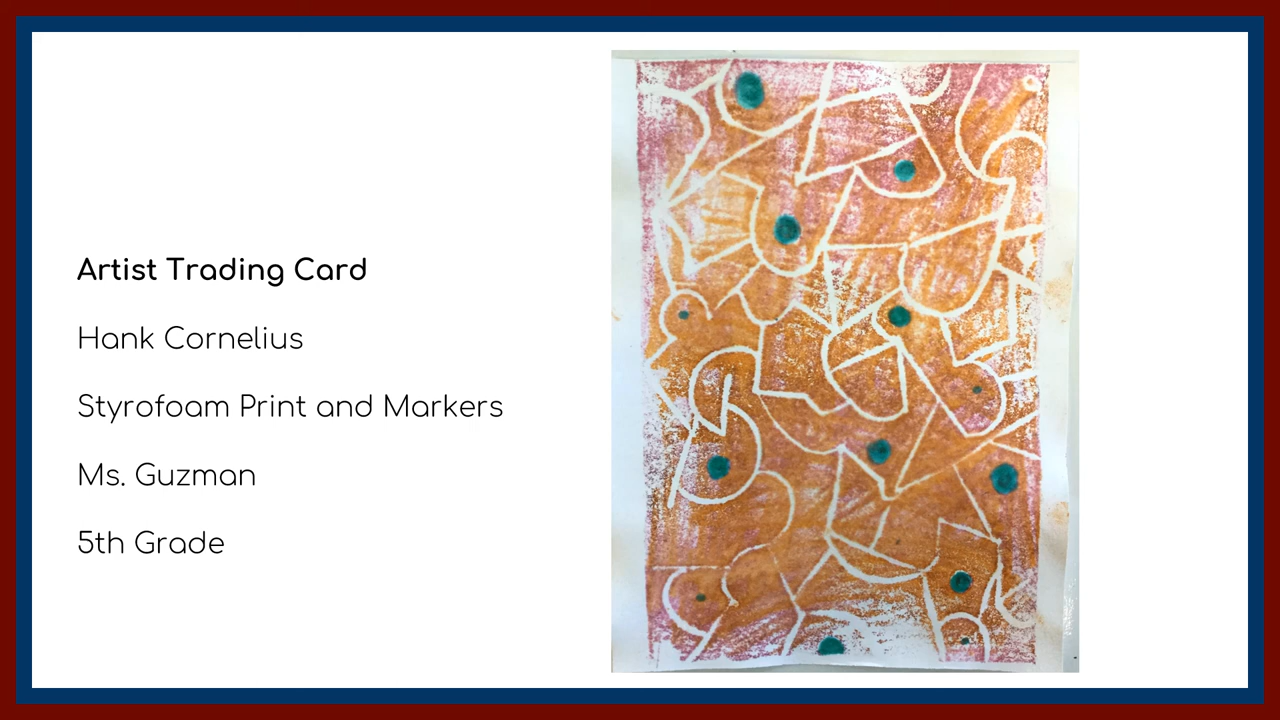 Artist Trading Card
Hank Cornelius
Styrofoam Print and Markers
Ms. Guzman
5th Grade